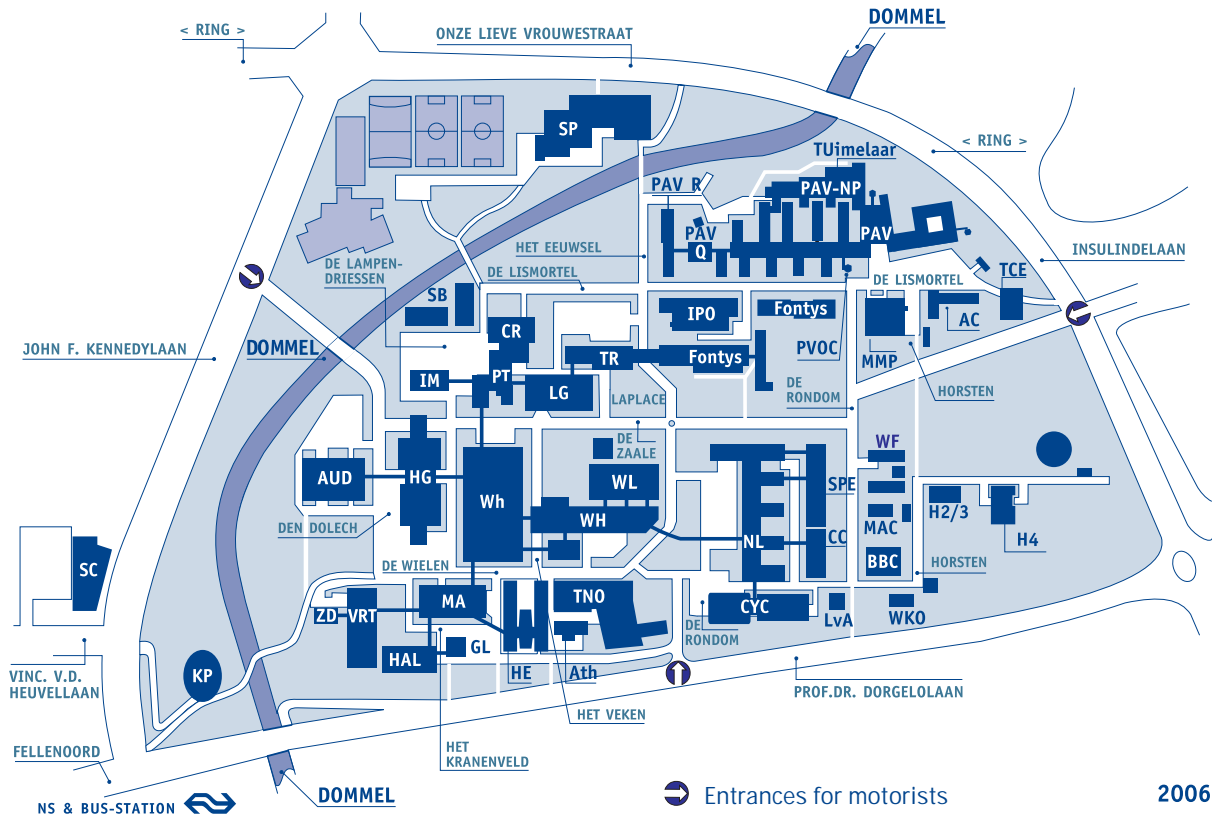 DOMMEL
< RING >
ONZE LIEVE VROUWESTRAAT
SP
< RING >
TUimelaar
PAV R
PAV-NP
PAV
Q
PAV
HET EEUWSEL
INSULINDELAAN
DE LAMPEN-
DRIESSEN
DE LISMORTEL
DE LISMORTEL
TCE
SB
IPO
Fontys
AC
CR
DOMMEL
JOHN F. KENNEDYLAAN
TR
Fontys
PVOC
MMP
IM
PT
LG
LAPLACE
DE
RONDOM
HORSTEN
DE
ZAALE
WF
AUD
HG
Wh
WL
SPE
H2/3
WH
MAC
DEN DOLECH
NL
CC
H4
SC
DE WIELEN
BBC
HORSTEN
ZD
VRT
MA
TNO
CYC
LvA
WKO
DE
RONDOM
HAL
GL
HE
Ath
KP
VINC. V.D.
HEUVELLAAN
PROF.DR. DORGELOLAAN
HET VEKEN
FELLENOORD
HET
KRANENVELD
NS & BUS-STATION
DOMMEL
Entrances for motorists
2006